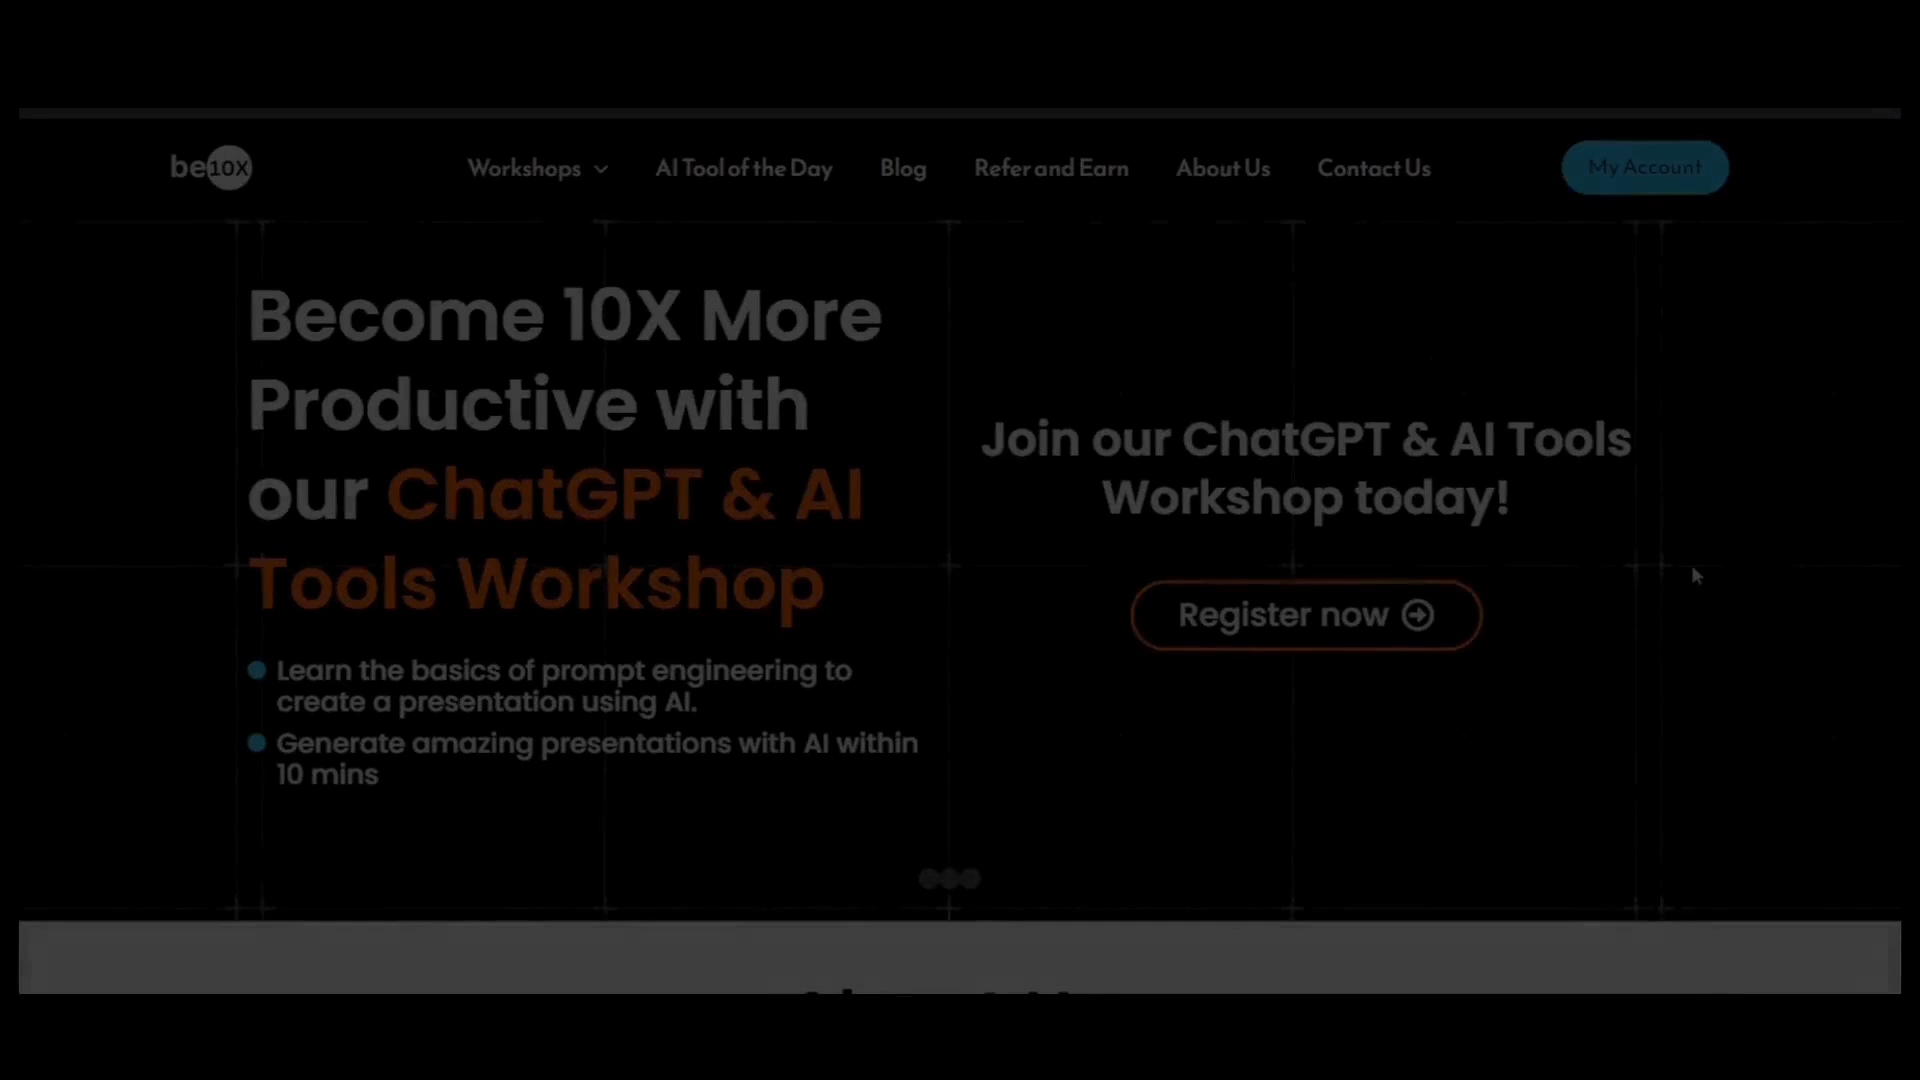 be10X
Workshops
AI Tool of the Day
Blog
Refer and Earn
About Us
Contact Us
My Account
Become 10X More
Productive with
our ChatGPT & AI
Tools Workshop
Learn the basics of prompt engineering to
create a presentation using AI.
Generate amazing presentations with AI within
10 mins
Join our ChatGPT & AI Tools
Workshop today!
Register now